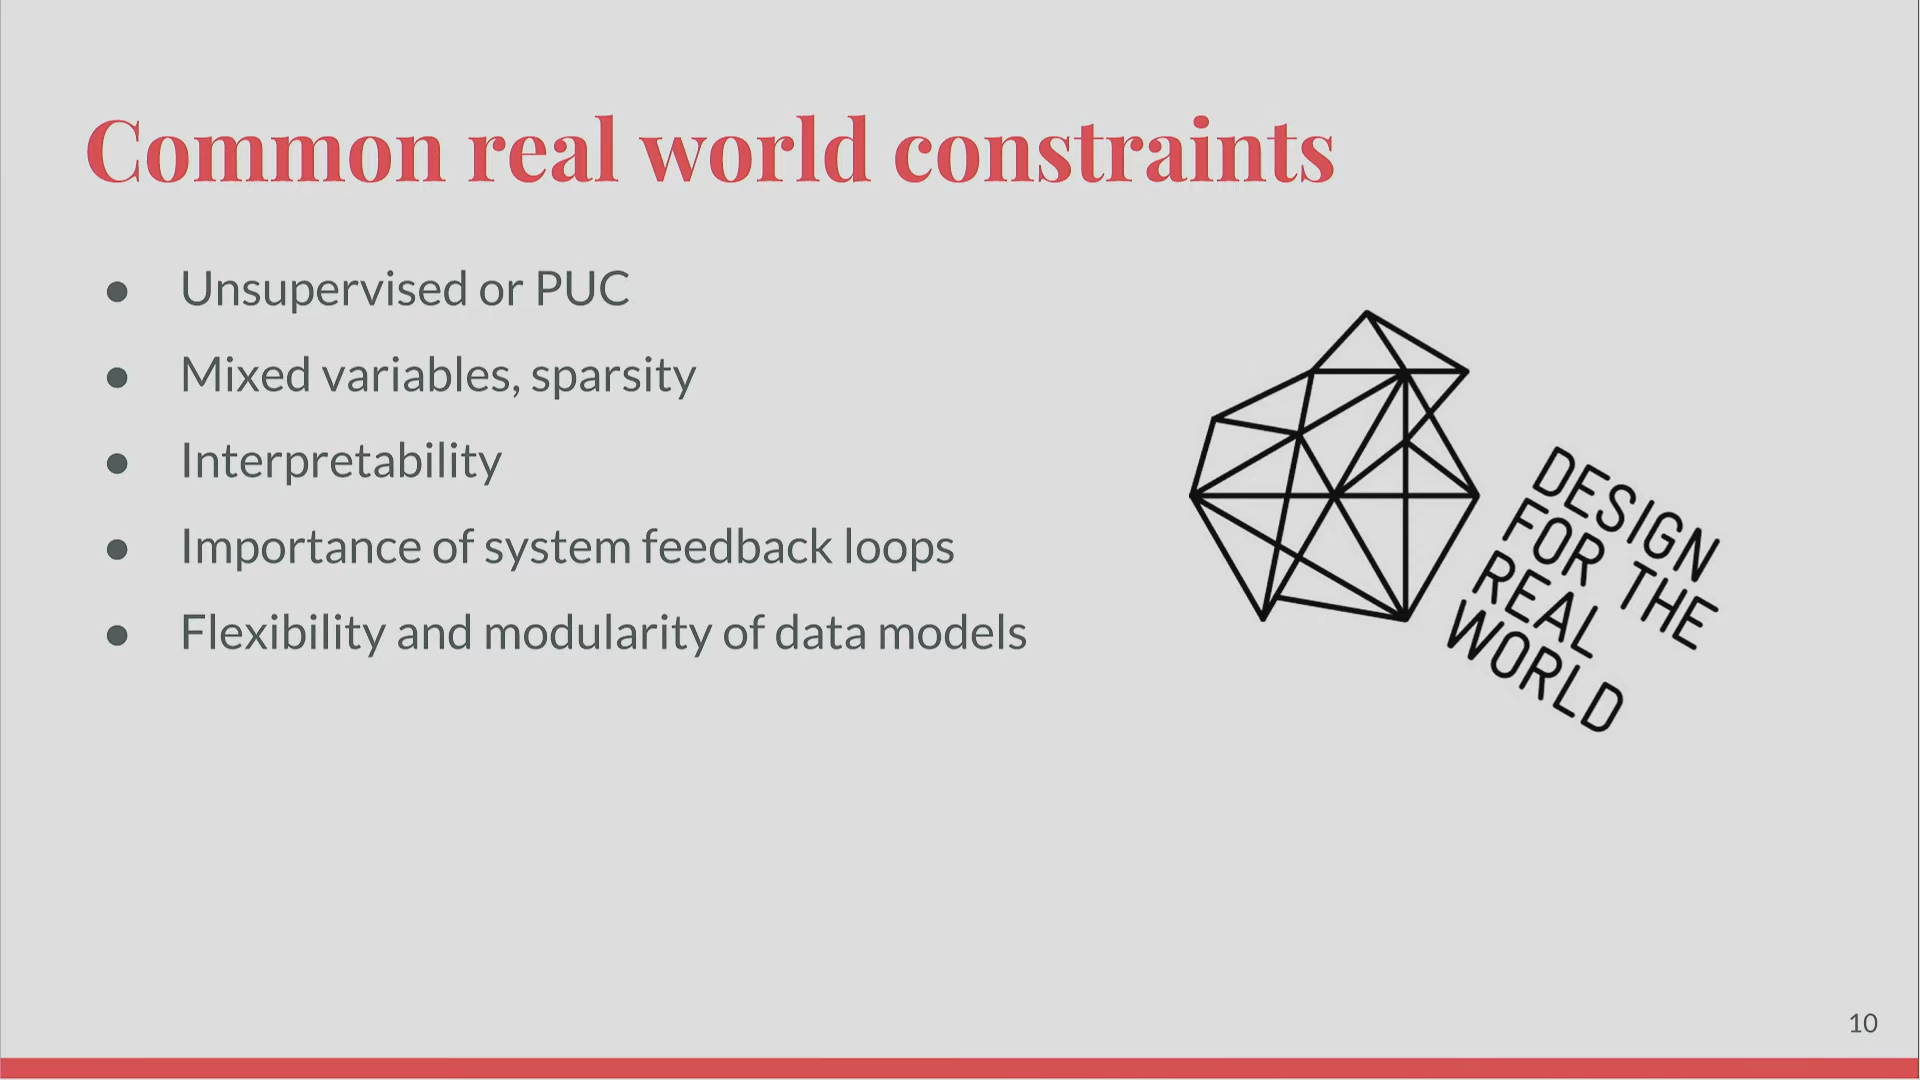 Common real world constraints
● Unsupervised or PUC
● Mixed variables, sparsity
● Interpretability
● Importance of system feedback loops
● Flexibility and modularity of data models
DESIGN
FOR THE
REAL
WORLD
10